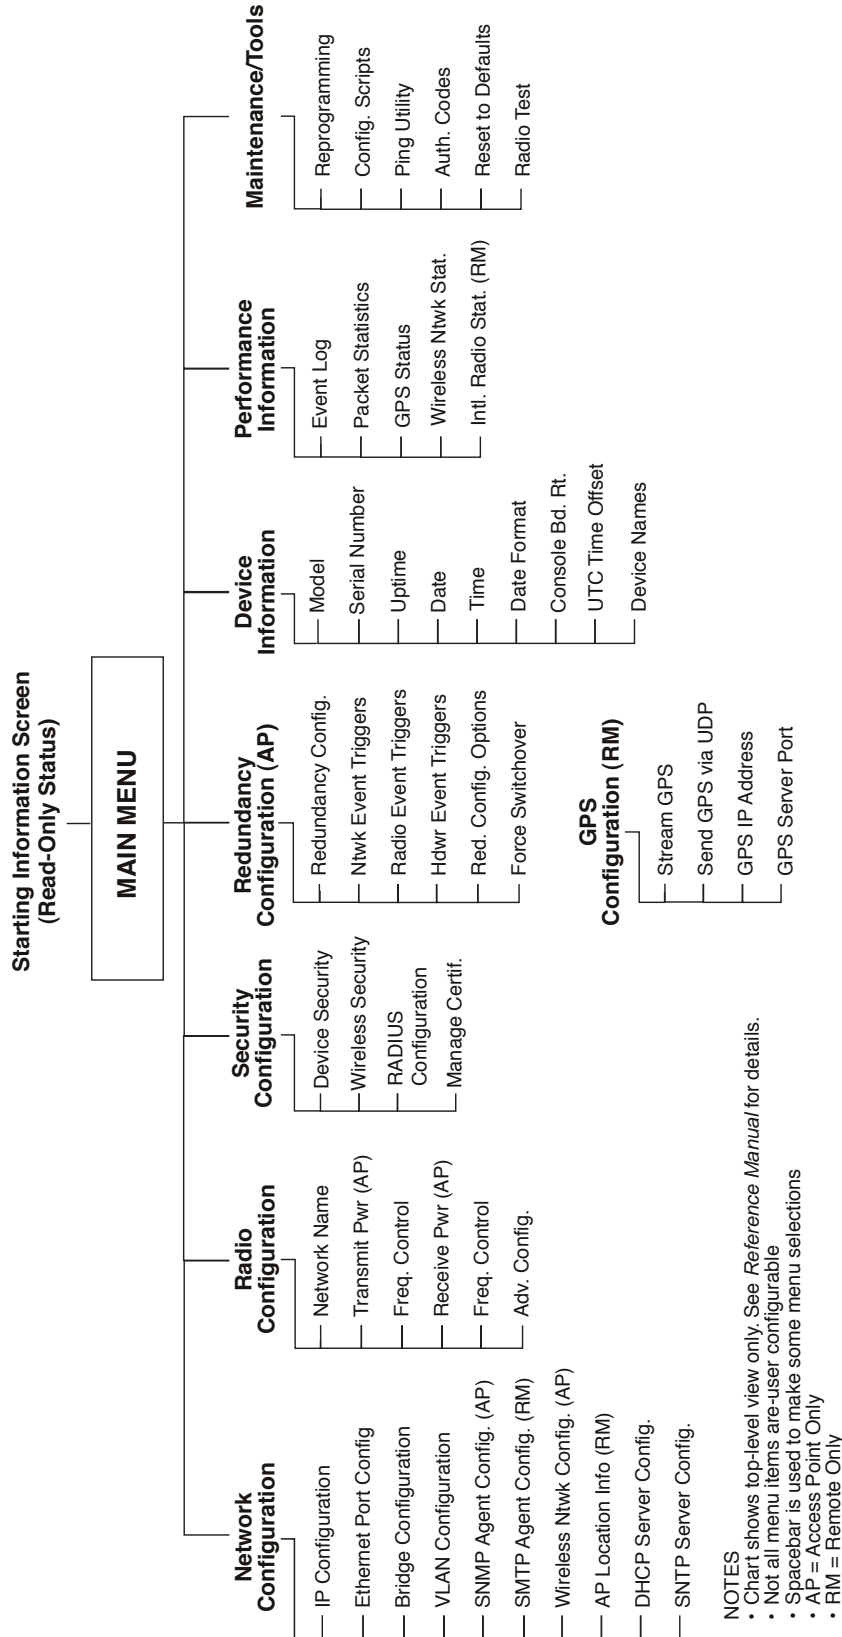 Starting Information Screen
(Read-Only Status)
MAIN MENU
Network
Configuration
IP Configuration
Ethernet Port Config
Bridge Configuration
VLAN Configuration
SNMP Agent Config. (AP)
SMTP Agent Config. (RM)
Wireless Ntwk Config. (AP)
AP Location Info (RM)
DHCP Server Config.
SNTP Server Config.
Radio
Configuration
Network Name
Transmit Pwr (AP)
Freq. Control
Receive Pwr (AP)
Freq. Control
Adv. Config.
Security
Configuration
Device Security
Wireless Security
RADIUS
Configuration
Manage Certif.
Redundancy
Configuration (AP)
Redundancy Config.
Ntwk Event Triggers
Radio Event Triggers
Hdwr Event Triggers
Red. Config. Options
Force Switchover
GPS
Configuration (RM)
Stream GPS
Send GPS via UDP
GPS IP Address
GPS Server Port
Device
Information
Model
Serial Number
Uptime
Date
Time
Date Format
Console Bd. Rt.
UTC Time Offset
Device Names
Performance
Information
Event Log
Packet Statistics
GPS Status
Wireless Ntwk Stat.
Intl. Radio Stat. (RM)
Maintenance/Tools
Reprogramming
Config. Scripts
Ping Utility
Auth. Codes
Reset to Defaults
Radio Test
NOTES
• Chart shows top-level view only. See Reference Manual for details.
• Not all menu items are-user configurable
• Spacebar is used to make some menu selections
• AP = Access Point Only
• RM = Remote Only